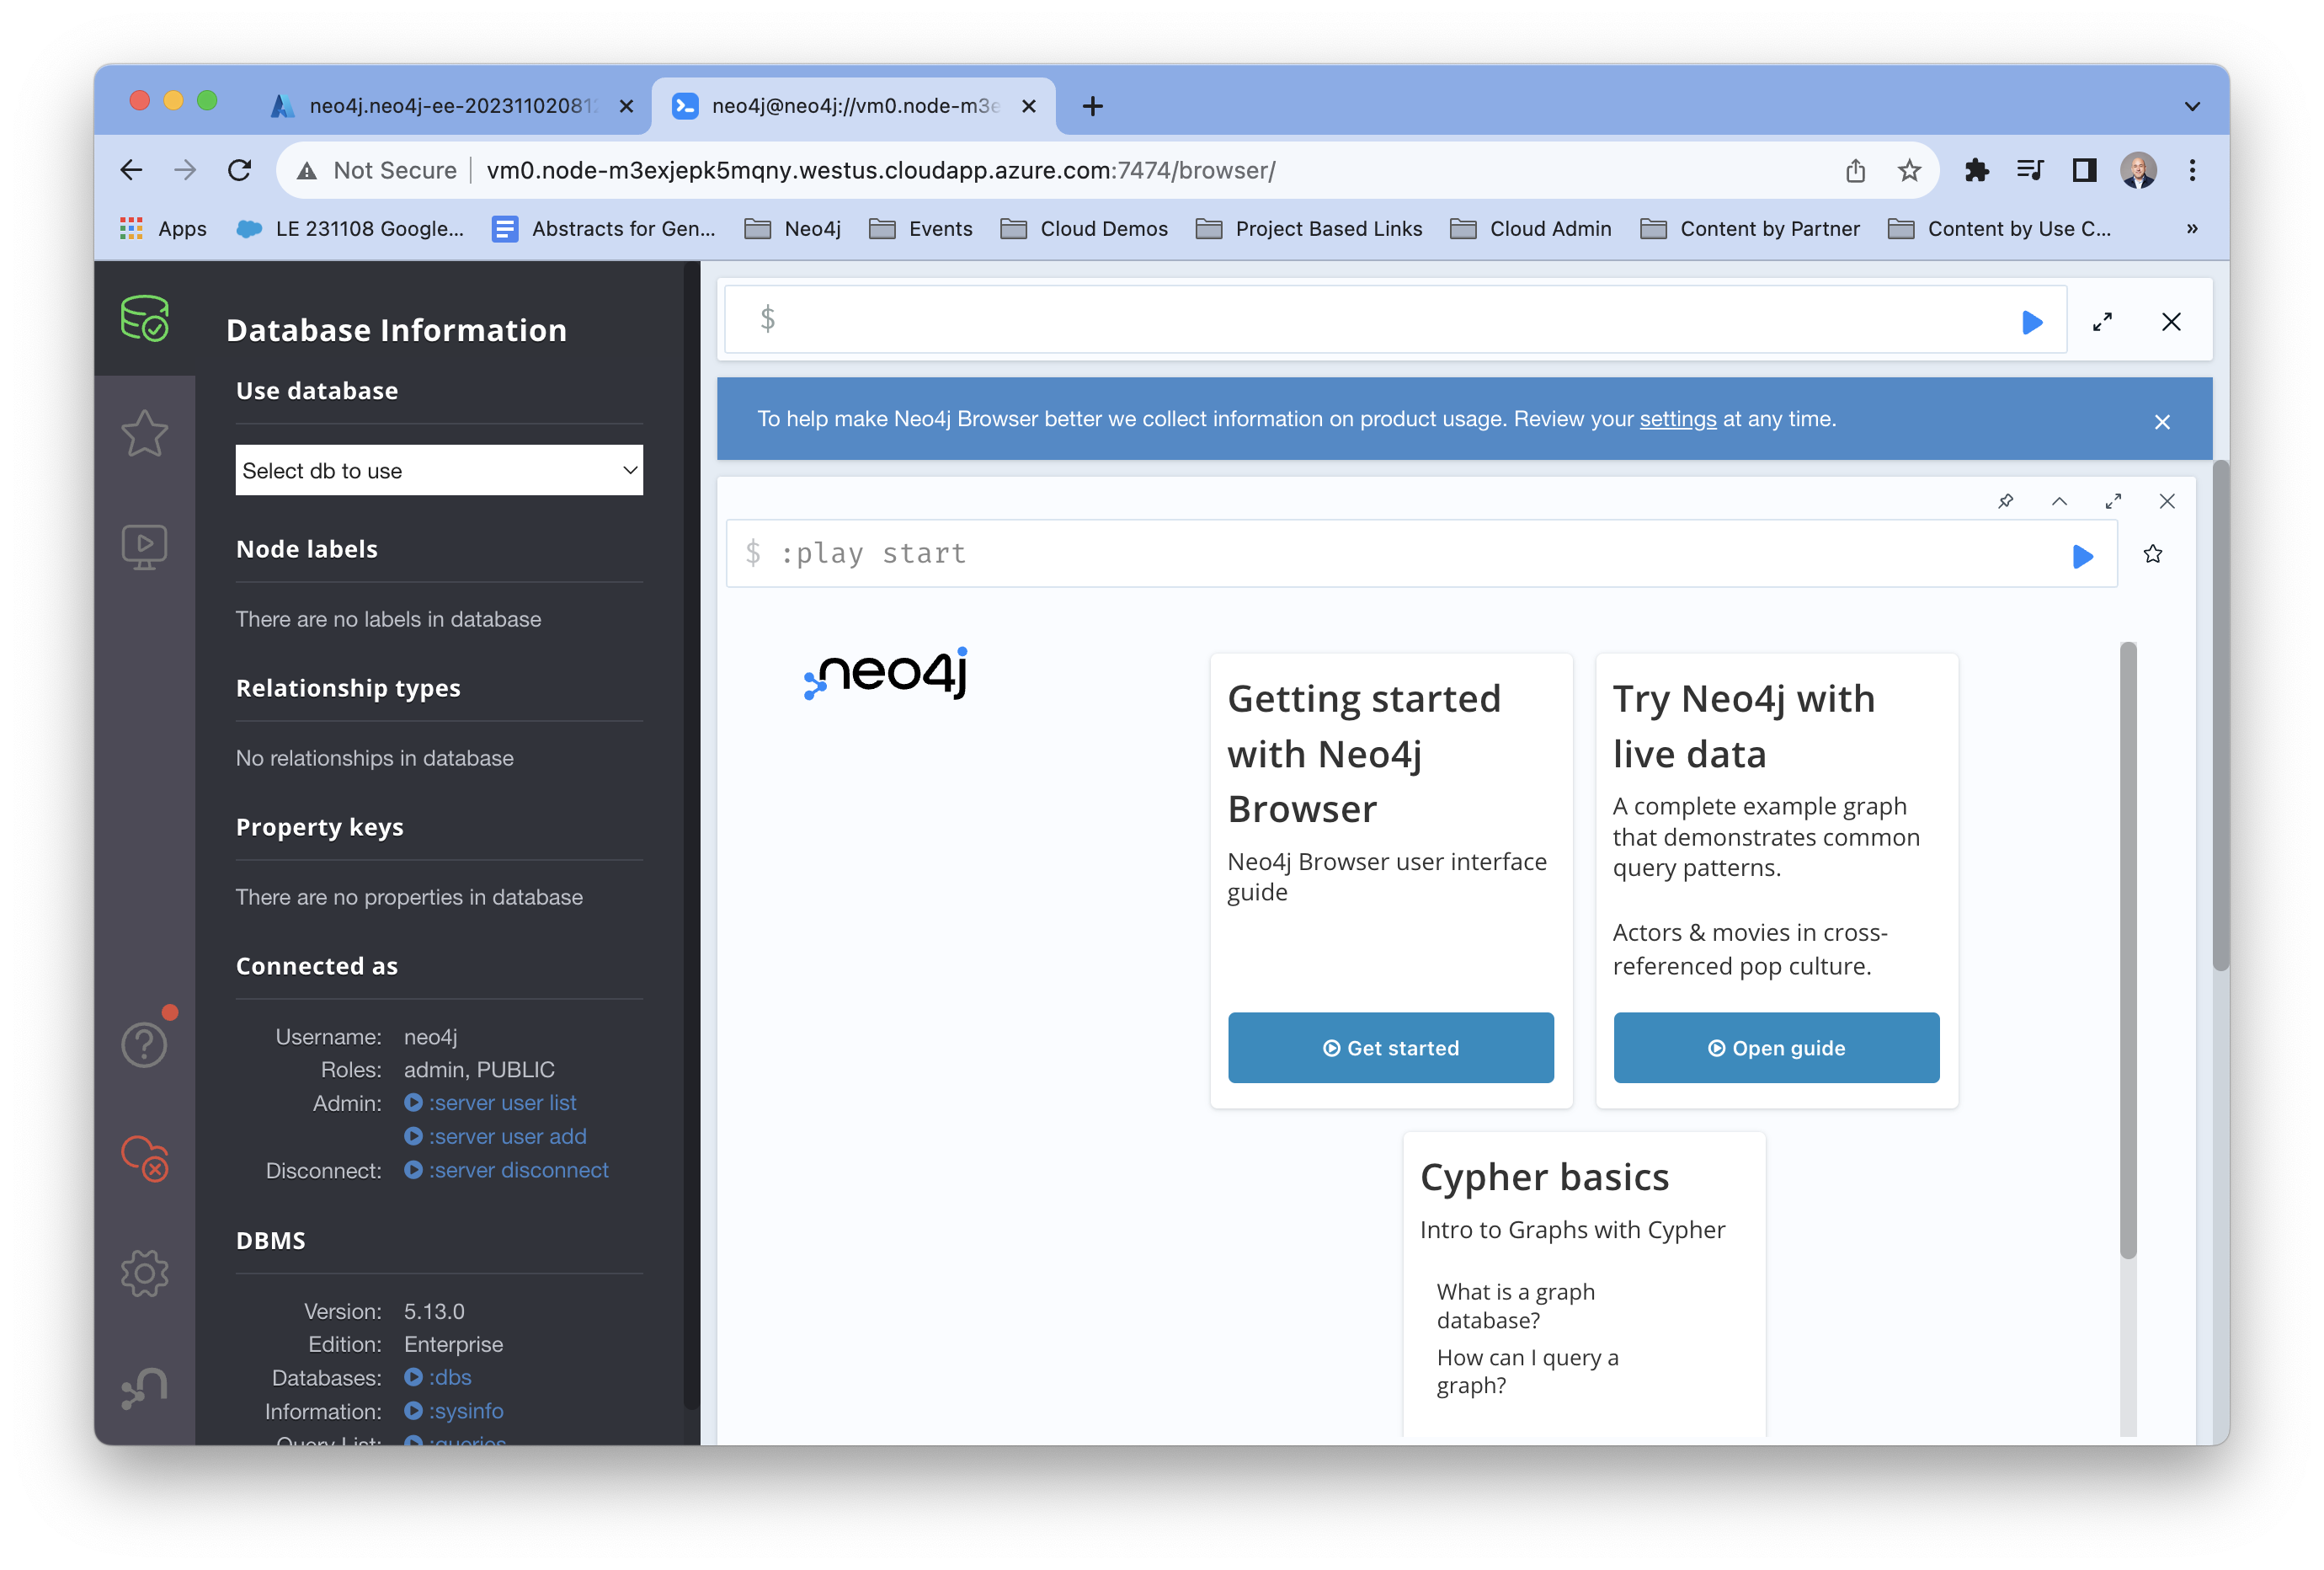 neo4j.neo4j-ee-202311020812
neo4j@neo4j://vm0.node-m3e
Not Secure
vm0.node-m3exjepk5mqny.westus.cloudapp.azure.com:7474/browser/
Apps
LE 231108 Google...
Abstracts for Gen...
Neo4j
Events
Cloud Demos
Project Based Links
Cloud Admin
Content by Partner
Content by Use C...
»
Database Information
Use database
Select db to use
Node labels
There are no labels in database
Relationship types
No relationships in database
Property keys
There are no properties in database
Connected as
Username: neo4j
Roles: admin, PUBLIC
Admin: :server user list
:server user add
Disconnect: :server disconnect
DBMS
Version: 5.13.0
Edition: Enterprise
Databases: :dbs
Information: :sysinfo
Query List: :queries
$
To help make Neo4j Browser better we collect information on product usage. Review your settings at any time.
$ :play start
neo4j
Getting started
with Neo4j
Browser
Neo4j Browser user interface
guide
Get started
Try Neo4j with
live data
A complete example graph
that demonstrates common
query patterns.
Actors & movies in cross-
referenced pop culture.
Open guide
Cypher basics
Intro to Graphs with Cypher
What is a graph
database?
How can I query a
graph?